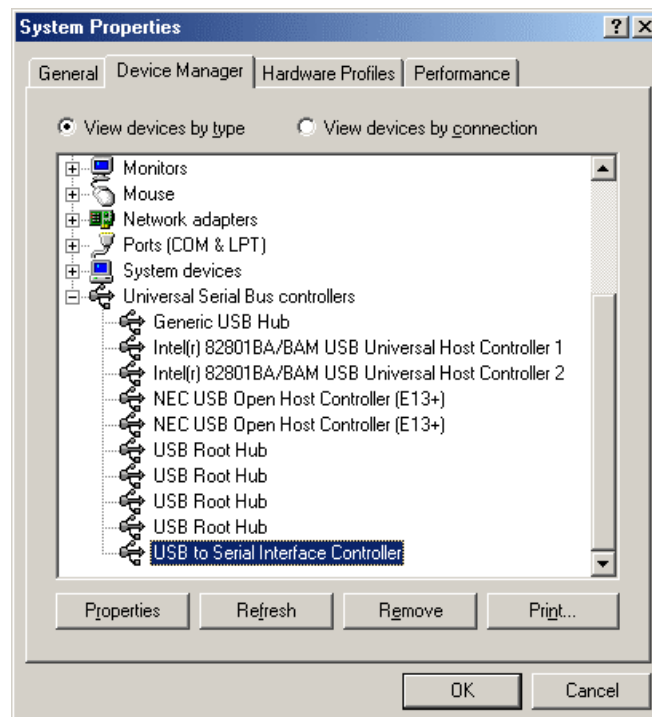 System Properties
General Device Manager Hardware Profiles Performance
View devices by type View devices by connection
Monitors
Mouse
Network adapters
Ports (COM & LPT)
System devices
Universal Serial Bus controllers
Generic USB Hub
Intel(r) 82801BA/BAM USB Universal Host Controller 1
Intel(r) 82801BA/BAM USB Universal Host Controller 2
NEC USB Open Host Controller (E13+)
NEC USB Open Host Controller (E13+)
USB Root Hub
USB Root Hub
USB Root Hub
USB Root Hub
USB to Serial Interface Controller
Properties Refresh Remove Print...
OK Cancel